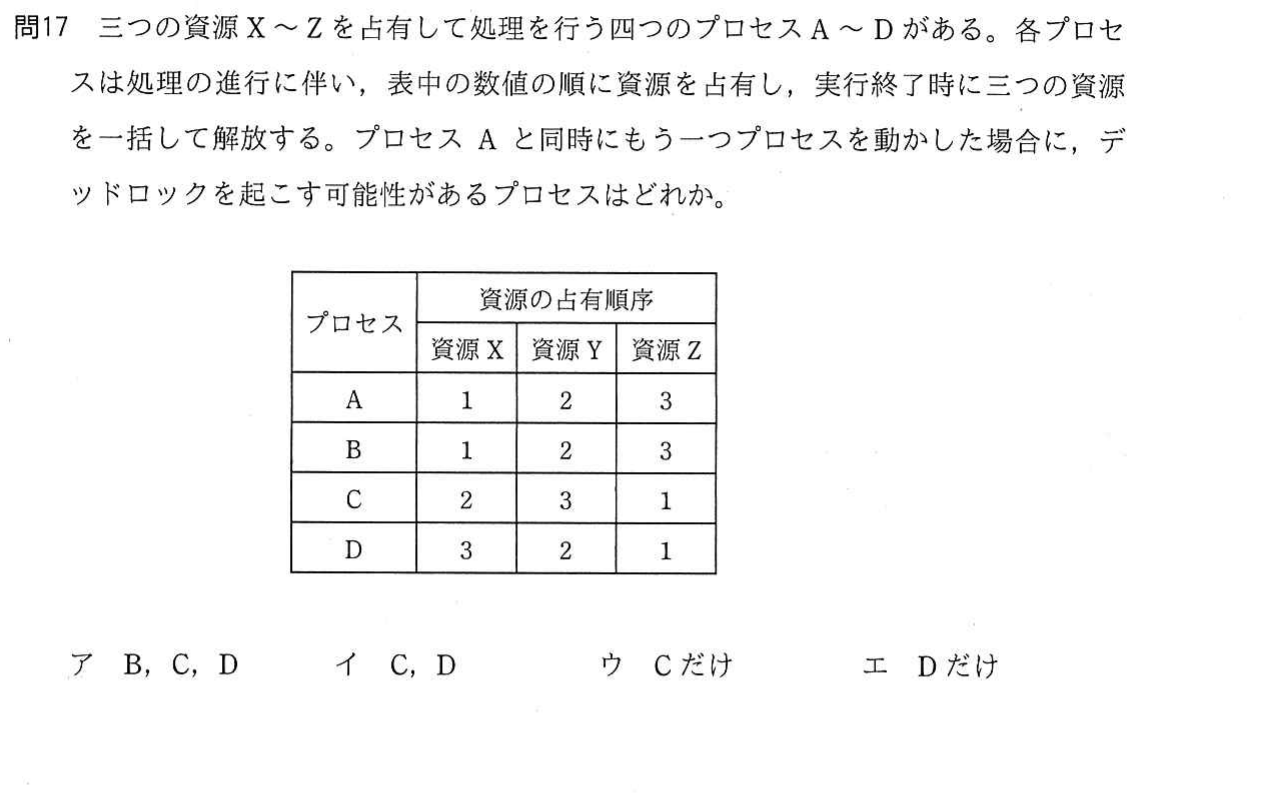 問17 三つの資源 X ～ Z を占有して処理を行う四つのプロセス A ～ D がある。各プロセ
スは処理の進行に伴い，表中の数値の順に資源を占有し，実行終了時に三つの資源
を一括して解放する。プロセス A と同時にもう一つプロセスを動かした場合に，デ
ッドロックを起こす可能性があるプロセスはどれか。
プロセス 資源の占有順序
資源 X 資源 Y 資源 Z
A 1 2 3
B 1 2 3
C 2 3 1
D 3 2 1
ア B，C，D イ C，D ウ C だけ エ D だけ